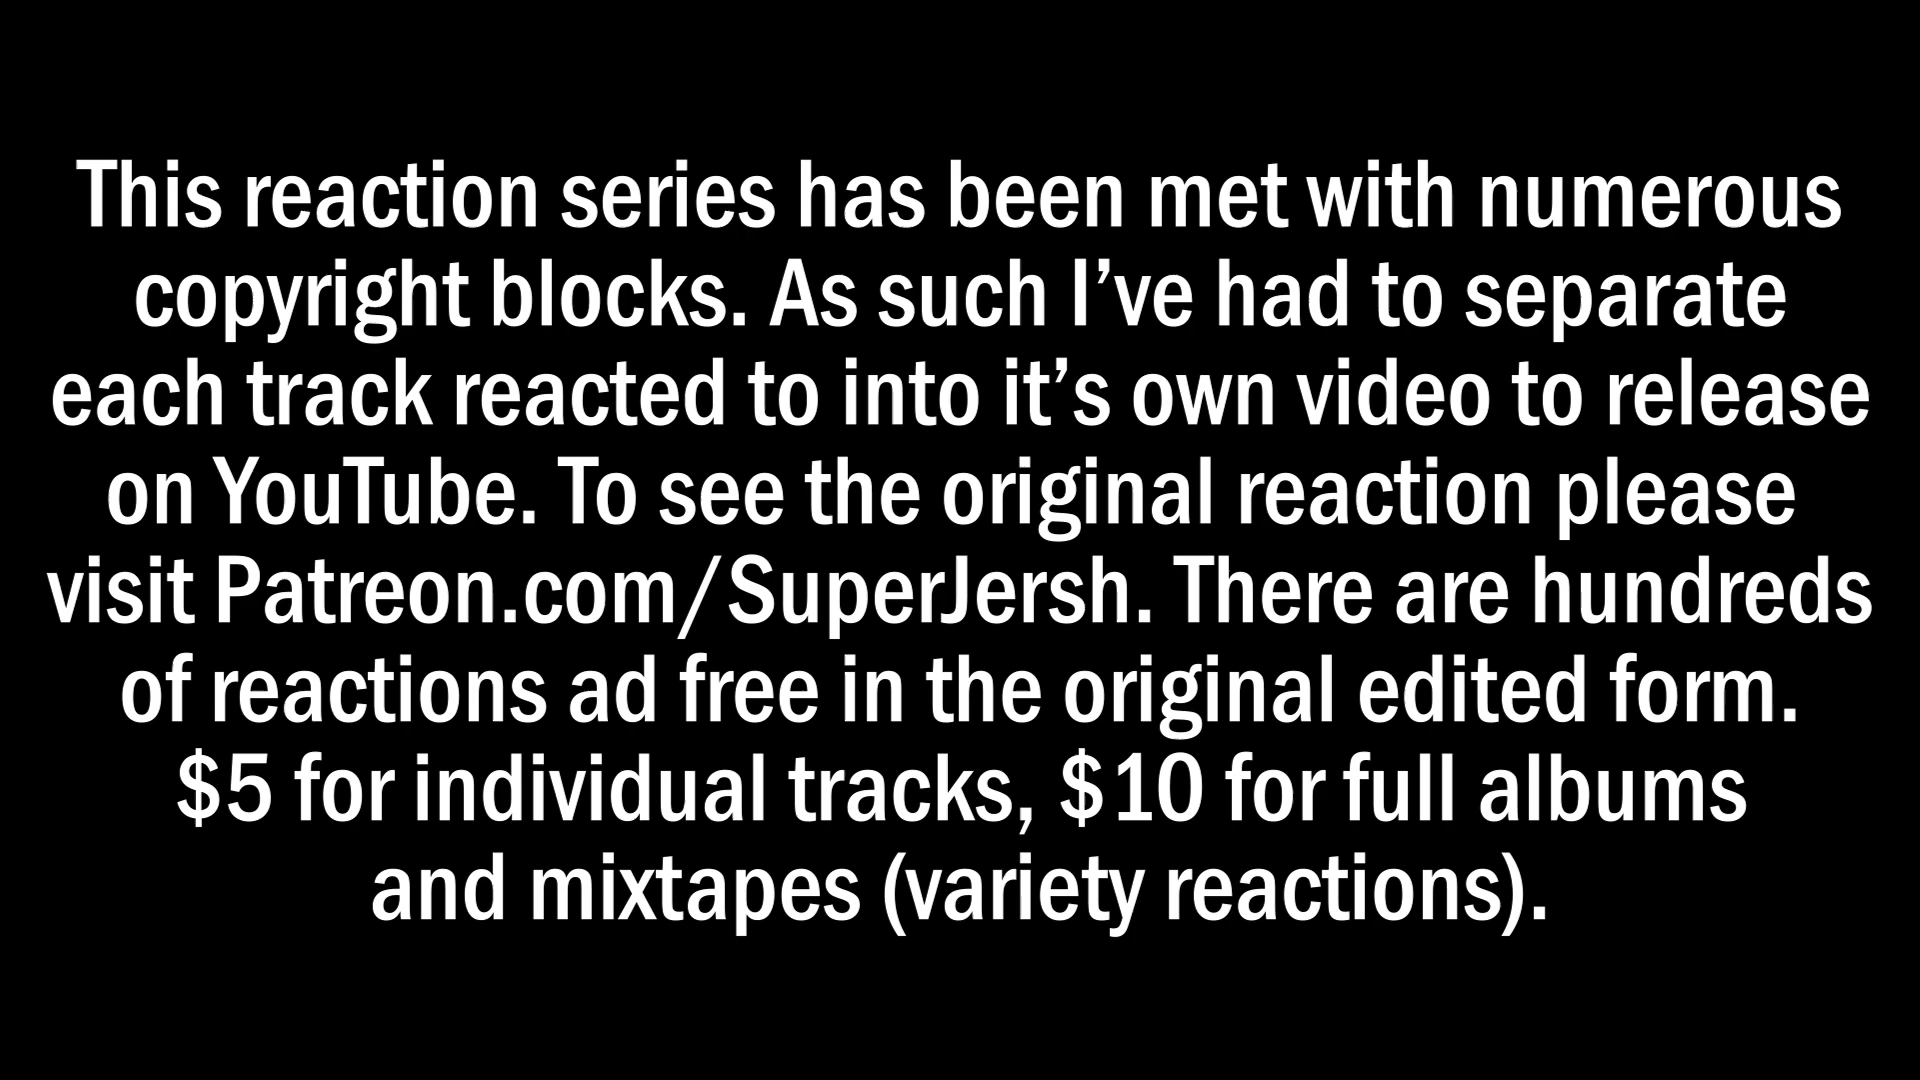 This reaction series has been met with numerous
copyright blocks. As such I’ve had to separate
each track reacted to into it’s own video to release
on YouTube. To see the original reaction please
visit Patreon.com/SuperJersh. There are hundreds
of reactions ad free in the original edited form.
$5 for individual tracks, $10 for full albums
and mixtapes (variety reactions).